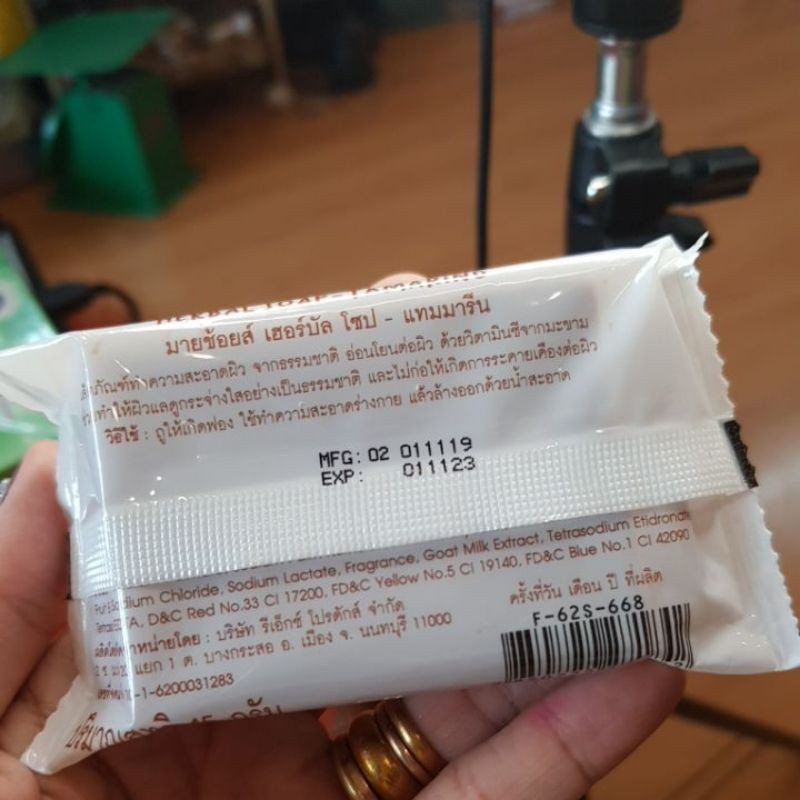 HERBAL SOAP - TAMARIND
มายช้อยส์ เฮอร์บัล โซป - แทมมารีน
ภัณฑ์ทำความสะอาดผิว จากธรรมชาติ อ่อนโยนต่อผิว ด้วยวิตามินซีจากมะขาม
ทำให้ผิวแลดูกระจ่างใสอย่างเป็นธรรมชาติ และไม่ก่อให้เกิดการระคายเคืองต่อผิว
วิธีใช้ : ถูให้เกิดฟอง ใช้ทำความสะอาดร่างกาย แล้วล้างออกด้วยน้ำสะอาด
MFG: 02 011119
EXP: 011123
Chloride, Sodium Lactate, Fragrance, Goat Milk Extract, Tetrasodium Etidronate
EDTA, D&C Red No.33 CI 17200, FD&C Yellow No.5 CI 19140, FD&C Blue No.1 CI 42090
จำหน่ายโดย : บริษัท รีเอ็กซ์ โปรดักส์ จำกัด
แยก 1 ต. บางกระสอ อ. เมือง จ. นนทบุรี 11000
-1-6200031283
ครั้งที่วัน เดือน ปี ที่ผลิต
F-62S-668
45 กรัม